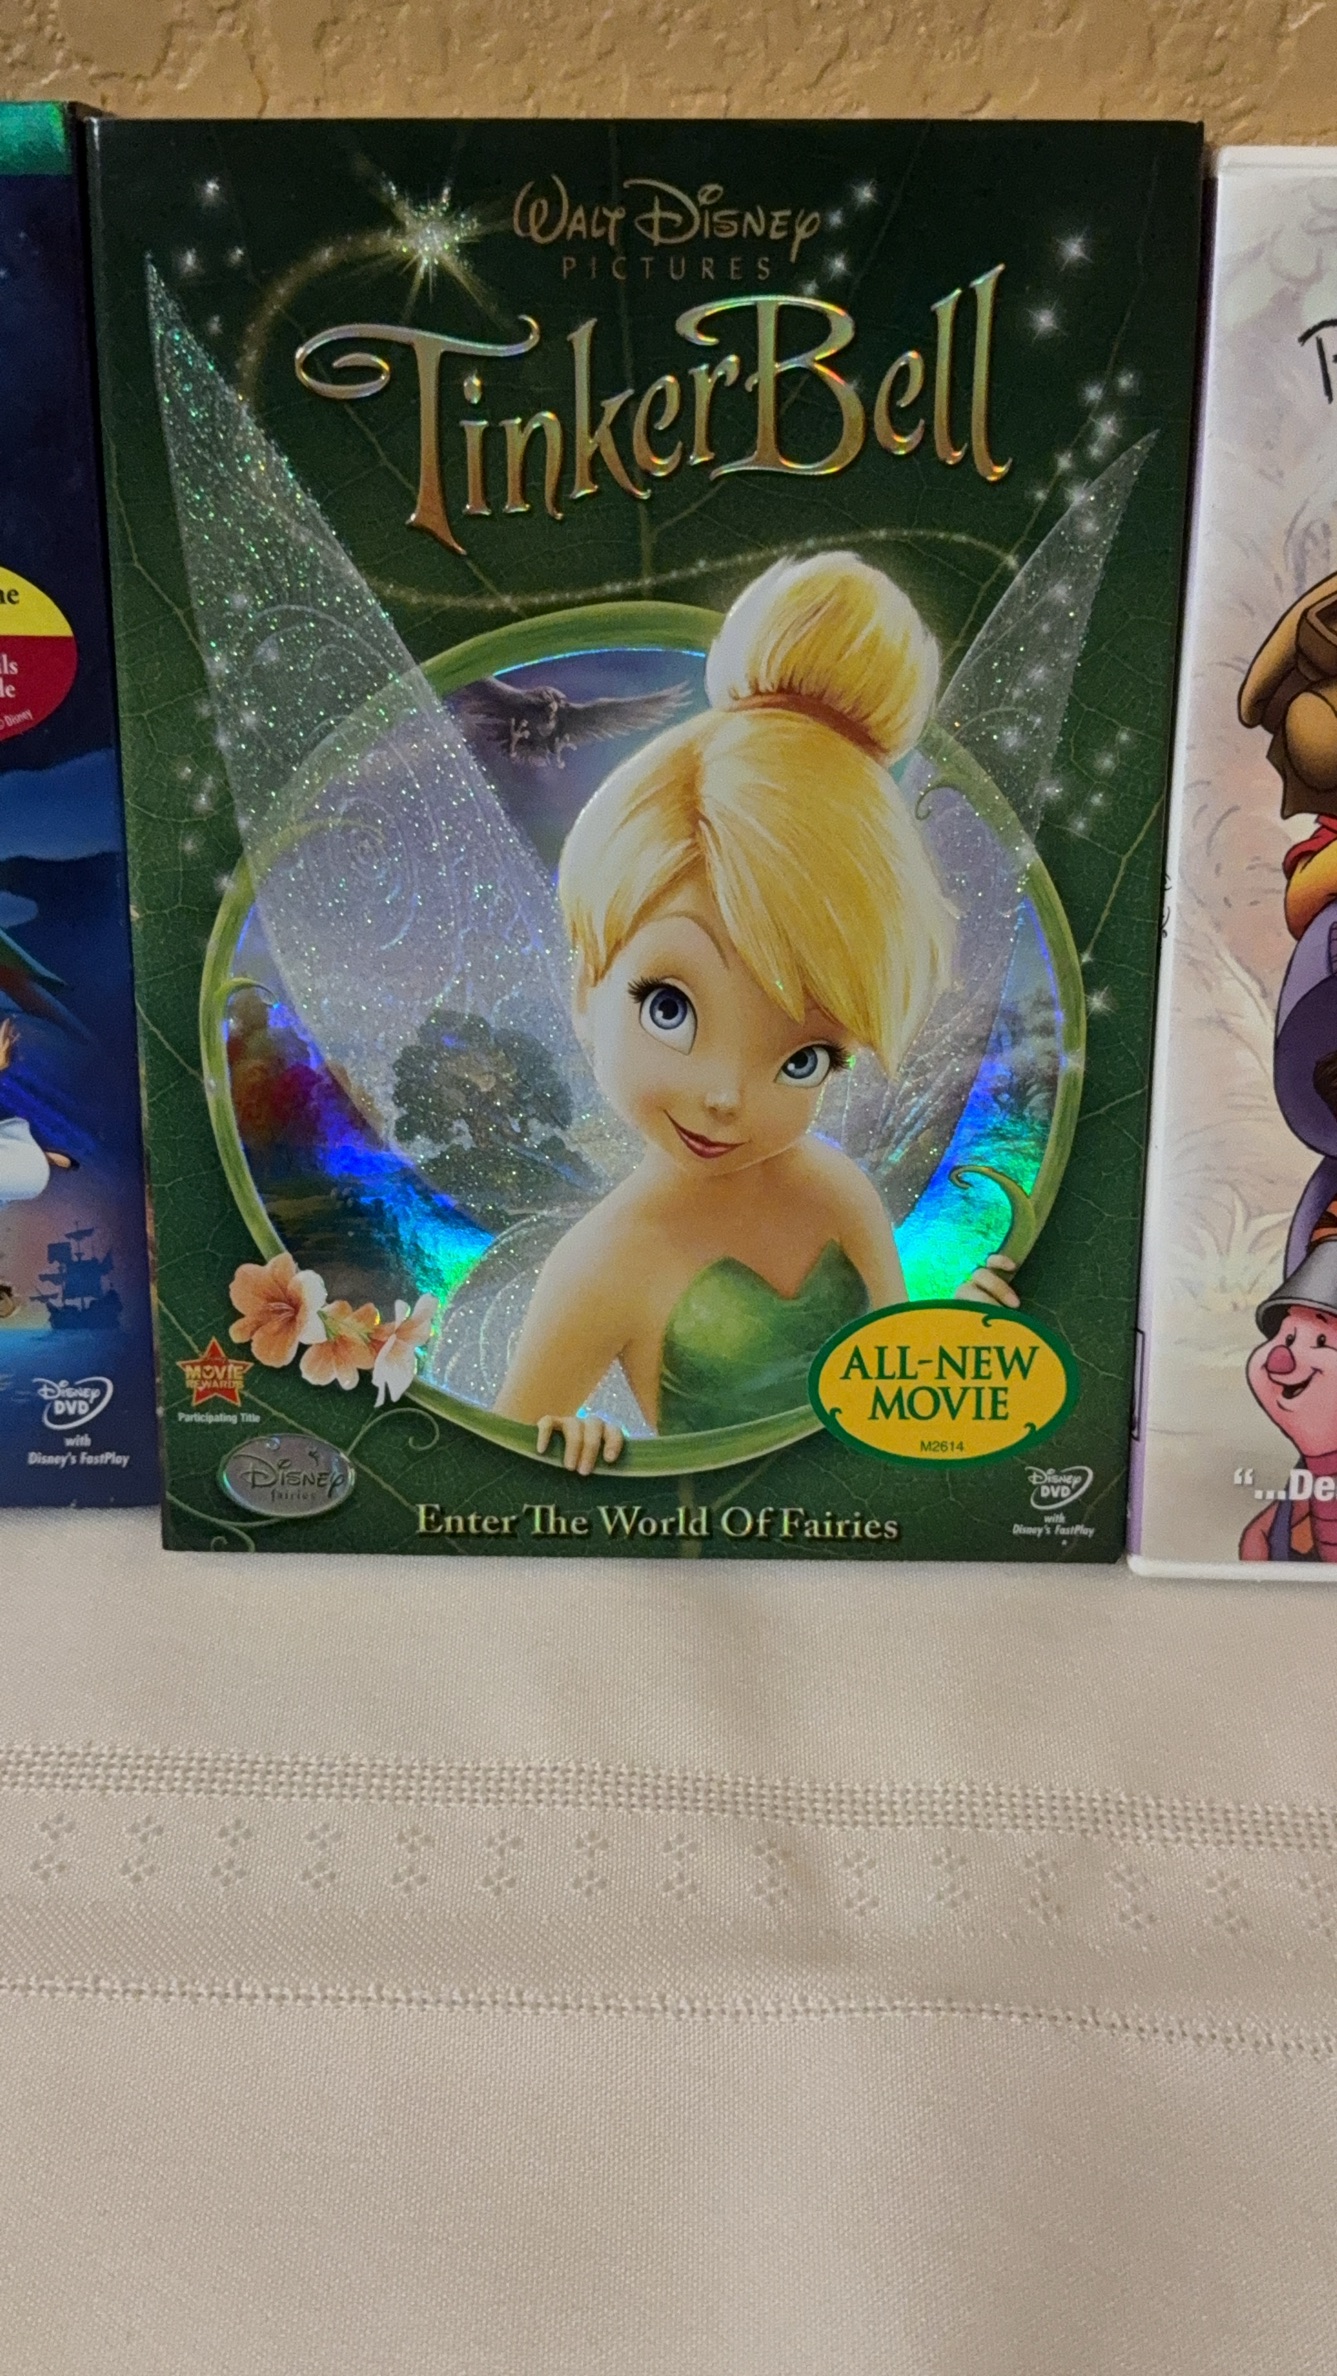 WALT DISNEY
PICTURES
TinkerBell
ALL-NEW
MOVIE
M2614
MOVIE
REWARDS
Participating Title
DISNEY
fairies
Enter The World Of Fairies
DISNEY
DVD
with
Disney's FastPlay
© Disney
DISNEY
DVD
with
Disney's FastPlay
"...De